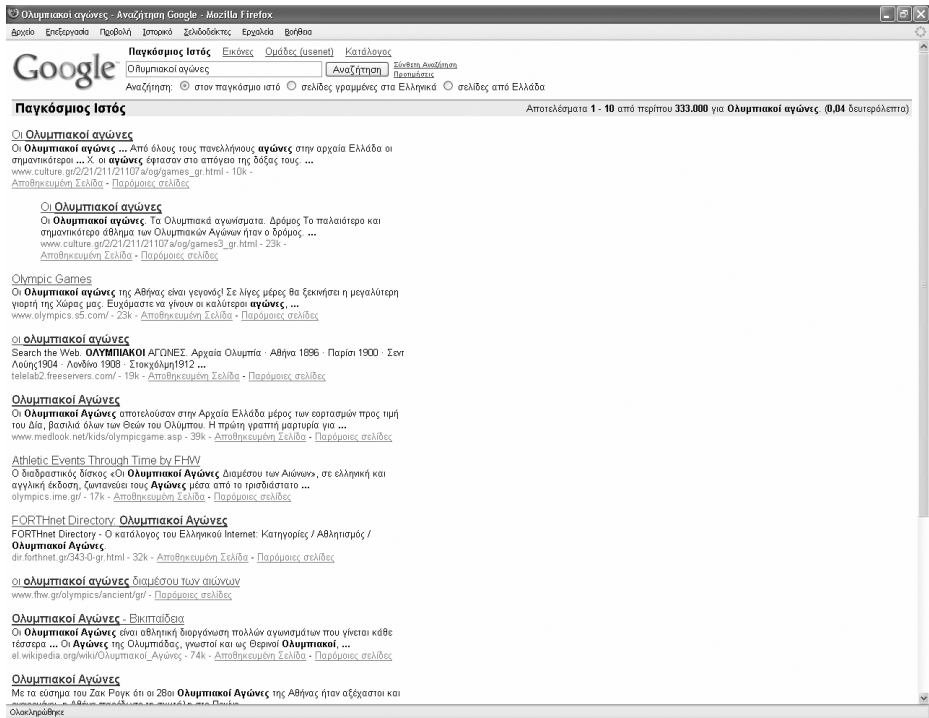 Ολυμπιακοί αγώνες - Αναζήτηση Google - Mozilla Firefox
Αρχείο Επεξεργασία Προβολή Ιστορικό Σελιδοδείκτες Εργαλεία Βοήθεια
Παγκόσμιος Ιστός Εικόνες Ομάδες (usenet) Κατάλογος
Google Ολυμπιακοί αγώνες Αναζήτηση Σύνθετη Αναζήτηση
Προτιμήσεις
Αναζήτηση: στον παγκόσμιο ιστό σελίδες γραμμένες στα Ελληνικά σελίδες από Ελλάδα
Παγκόσμιος Ιστός Αποτελέσματα 1 - 10 από περίπου 333.000 για Ολυμπιακοί αγώνες. (0,04 δευτερόλεπτα)
Οι Ολυμπιακοί αγώνες
Οι Ολυμπιακοί αγώνες ... Από όλους τους πανελλήνιους αγώνες στην αρχαία Ελλάδα οι
σημαντικότεροι ... Χ. οι αγώνες έφτασαν στο απόγειο της δόξας τους. ...
www.culture.gr/2/21/211/21107a/og/games_gr.html - 10k -
Αποθηκευμένη Σελίδα - Παρόμοιες σελίδες
Οι Ολυμπιακοί αγώνες
Οι Ολυμπιακοί αγώνες. Τα Ολυμπιακά αγωνίσματα. Δρόμος Το παλαιότερο και
σημαντικότερο άθλημα των Ολυμπιακών Αγώνων ήταν ο δρόμος. ...
www.culture.gr/2/21/211/21107a/og/games3_gr.html - 23k -
Αποθηκευμένη Σελίδα - Παρόμοιες σελίδες
Olympic Games
Οι Ολυμπιακοί αγώνες της Αθήνας είναι γεγονός! Σε λίγες μέρες θα ξεκινήσει η μεγαλύτερη
γιορτή της Χώρας μας. Ευχόμαστε να γίνουν οι καλύτεροι αγώνες, ...
www.olympics.s5.com/ - 23k - Αποθηκευμένη Σελίδα - Παρόμοιες σελίδες
οι ολυμπιακοί αγώνες
Search the Web. ΟΛΥΜΠΙΑΚΟΙ ΑΓΩΝΕΣ. Αρχαία Ολυμπία · Αθήνα 1896 · Παρίσι 1900 · Σεντ
Λούης1904 · Λονδίνο 1908 · Στοκχόλμη1912 ...
telelab2.freeservers.com/ - 19k - Αποθηκευμένη Σελίδα - Παρόμοιες σελίδες
Ολυμπιακοί Αγώνες
Οι Ολυμπιακοί Αγώνες αποτελούσαν στην Αρχαία Ελλάδα μέρος των εορτασμών προς τιμή
του Δία, βασιλιά όλων των Θεών του Ολύμπου. Η πρώτη γραπτή μαρτυρία για ...
www.medlook.net/kids/olympicgame.asp - 39k - Αποθηκευμένη Σελίδα - Παρόμοιες σελίδες
Athletic Events Through Time by FHW
Ο διαδραστικός δίσκος «Οι Ολυμπιακοί Αγώνες Διαμέσου των Αιώνων», σε ελληνική και
αγγλική έκδοση, ζωντανεύει τους Αγώνες μέσα από το τρισδιάστατο ...
olympics.ime.gr/ - 17k - Αποθηκευμένη Σελίδα - Παρόμοιες σελίδες
FORTHnet Directory: Ολυμπιακοί Αγώνες
FORTHnet Directory - Ο κατάλογος του Ελληνικού Internet: Κατηγορίες / Αθλητισμός /
Ολυμπιακοί Αγώνες.
dir.forthnet.gr/343-0-gr.html - 32k - Αποθηκευμένη Σελίδα - Παρόμοιες σελίδες
οι ολυμπιακοί αγώνες διαμέσου των αιώνων
www.fhw.gr/olympics/ancient/gr/ - Παρόμοιες σελίδες
Ολυμπιακοί Αγώνες - Βικιπαίδεια
Οι Ολυμπιακοί Αγώνες είναι αθλητική διοργάνωση πολλών αγωνισμάτων που γίνεται κάθε
τέσσερα ... Οι Αγώνες της Ολυμπιάδας, γνωστοί και ως Θερινοί Ολυμπιακοί, ...
el.wikipedia.org/wiki/Ολυμπιακοί_Αγώνες - 74k - Αποθηκευμένη Σελίδα - Παρόμοιες σελίδες
Ολυμπιακοί Αγώνες
Με τα εύσημα του Ζακ Ρογκ ότι οι 28οι Ολυμπιακοί Αγώνες της Αθήνας ήταν αξέχαστοι και
Ολοκληρώθηκε